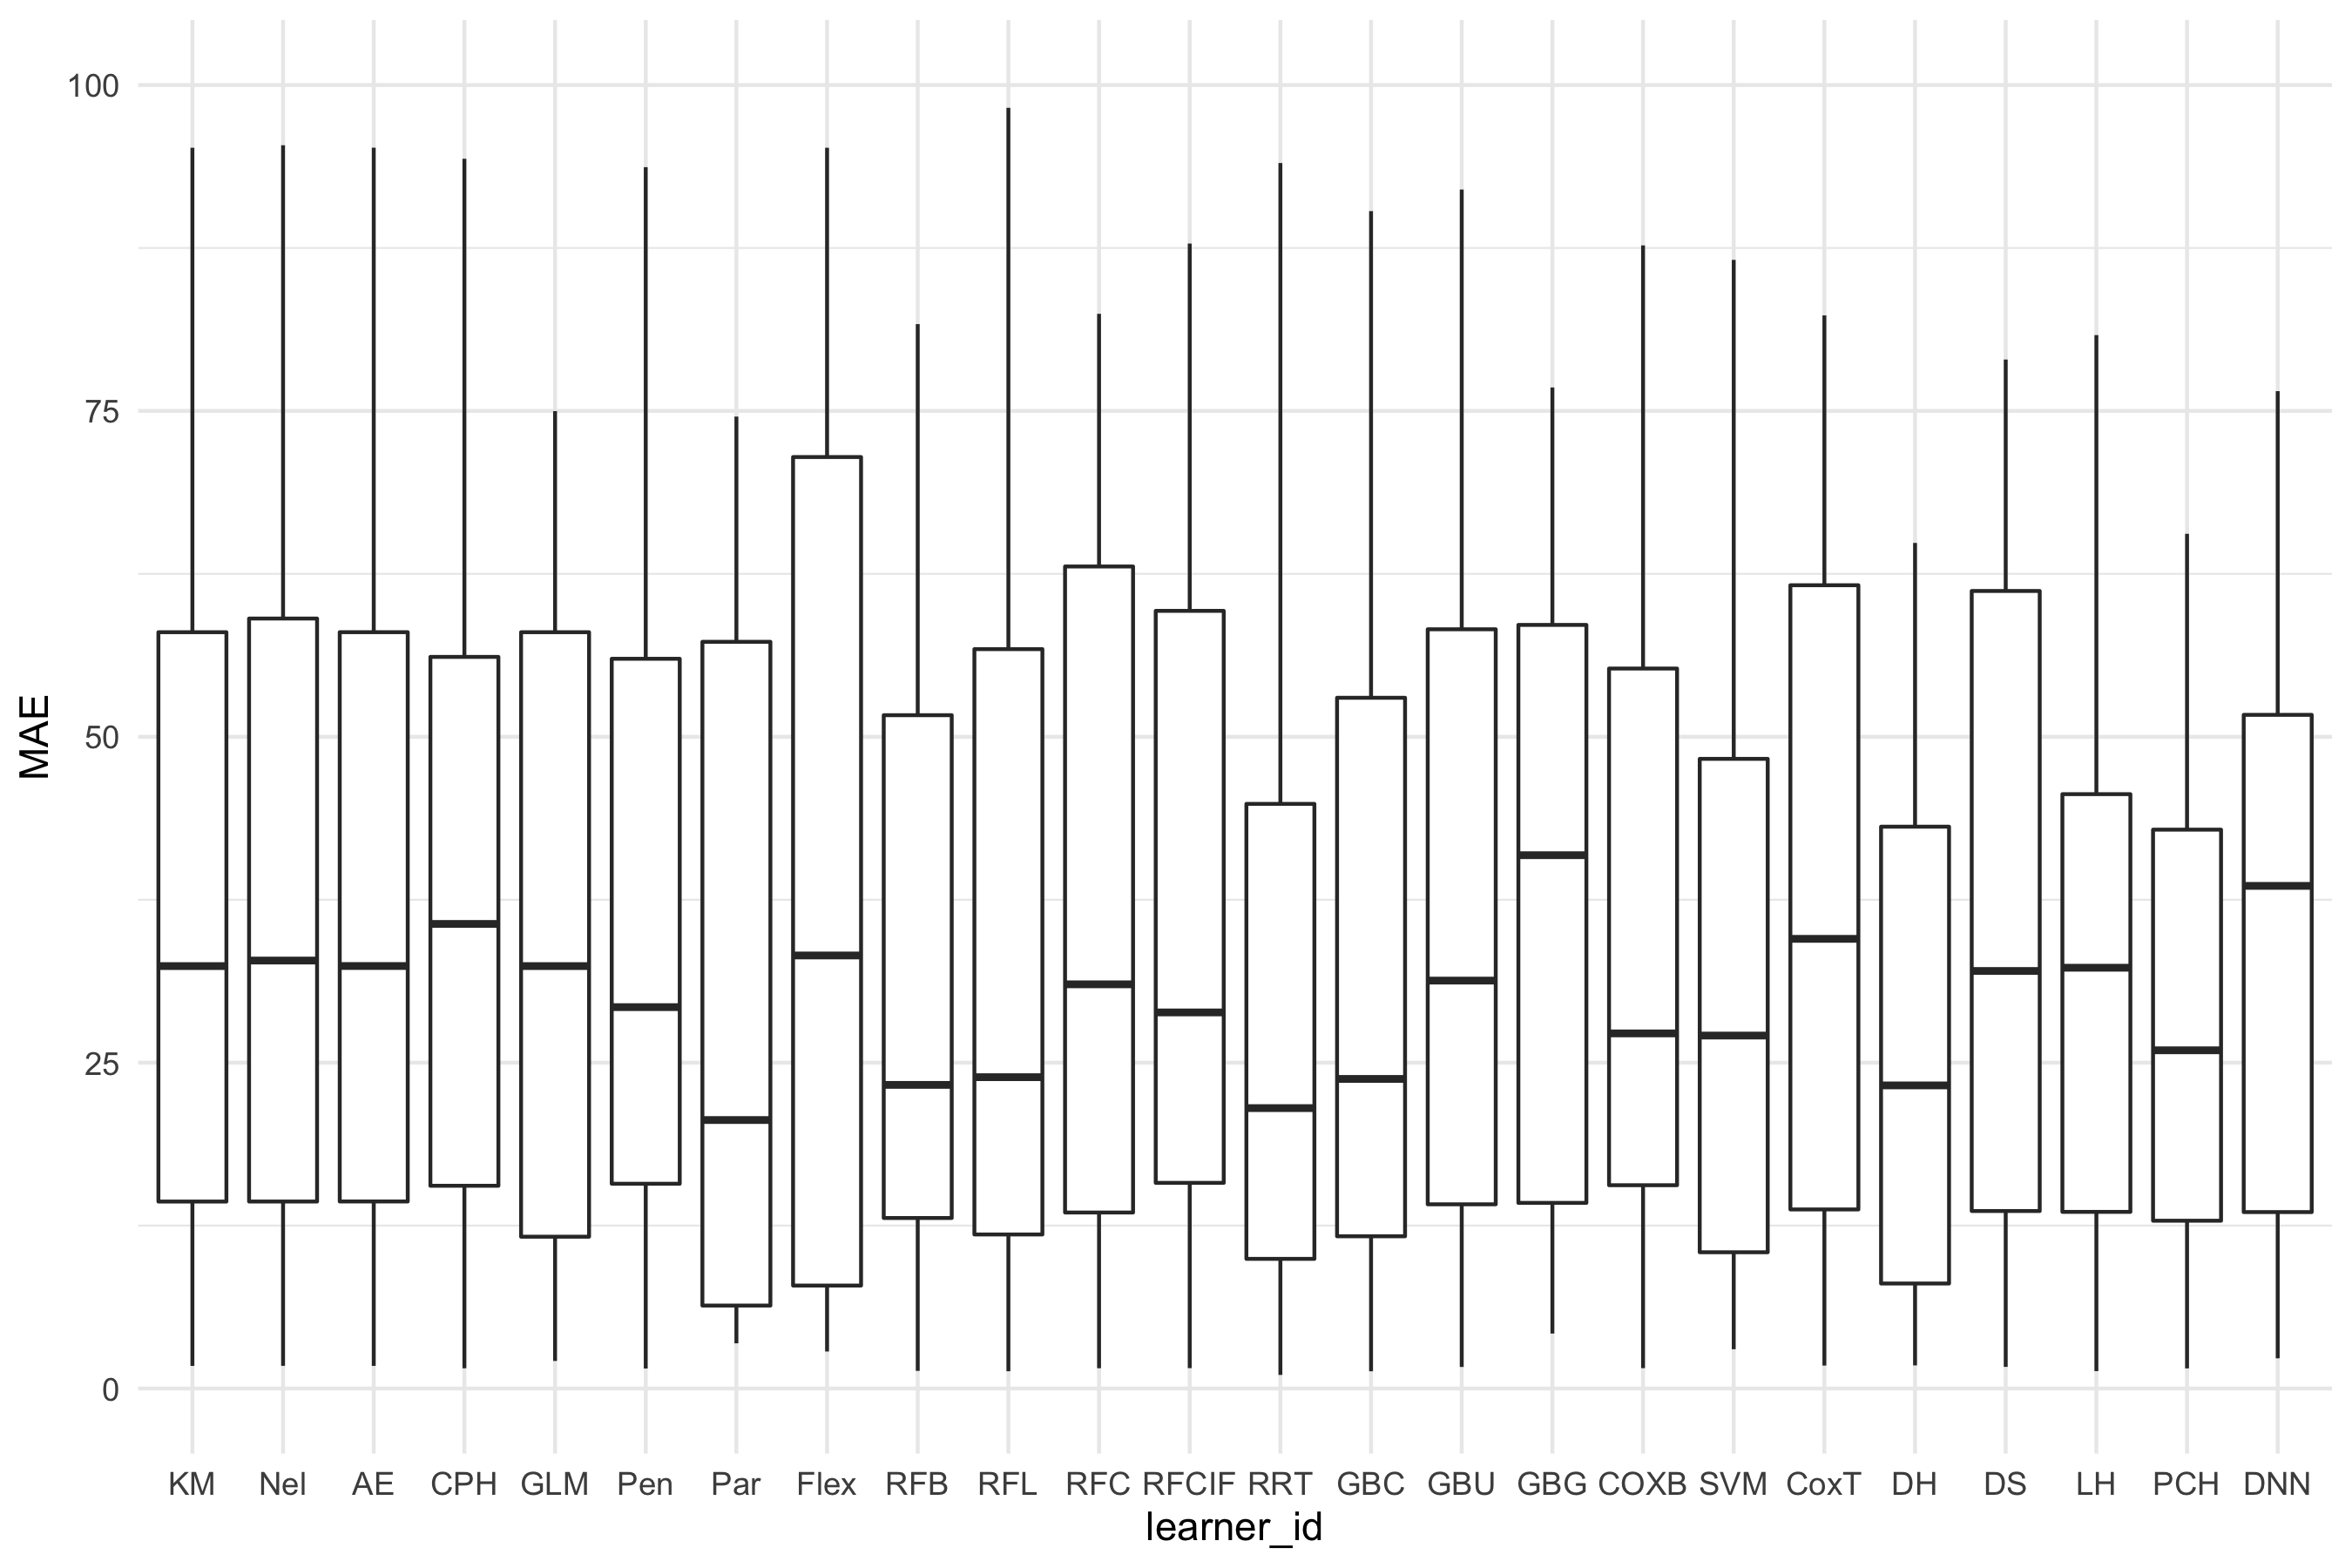 100
75
50
25
0
MAE
KM Nel AE CPH GLM Pen Par Flex RFB RFL RFC RFCIF RRT GBC GBU GBG COXB SVM CoxT DH DS LH PCH DNN
learner_id